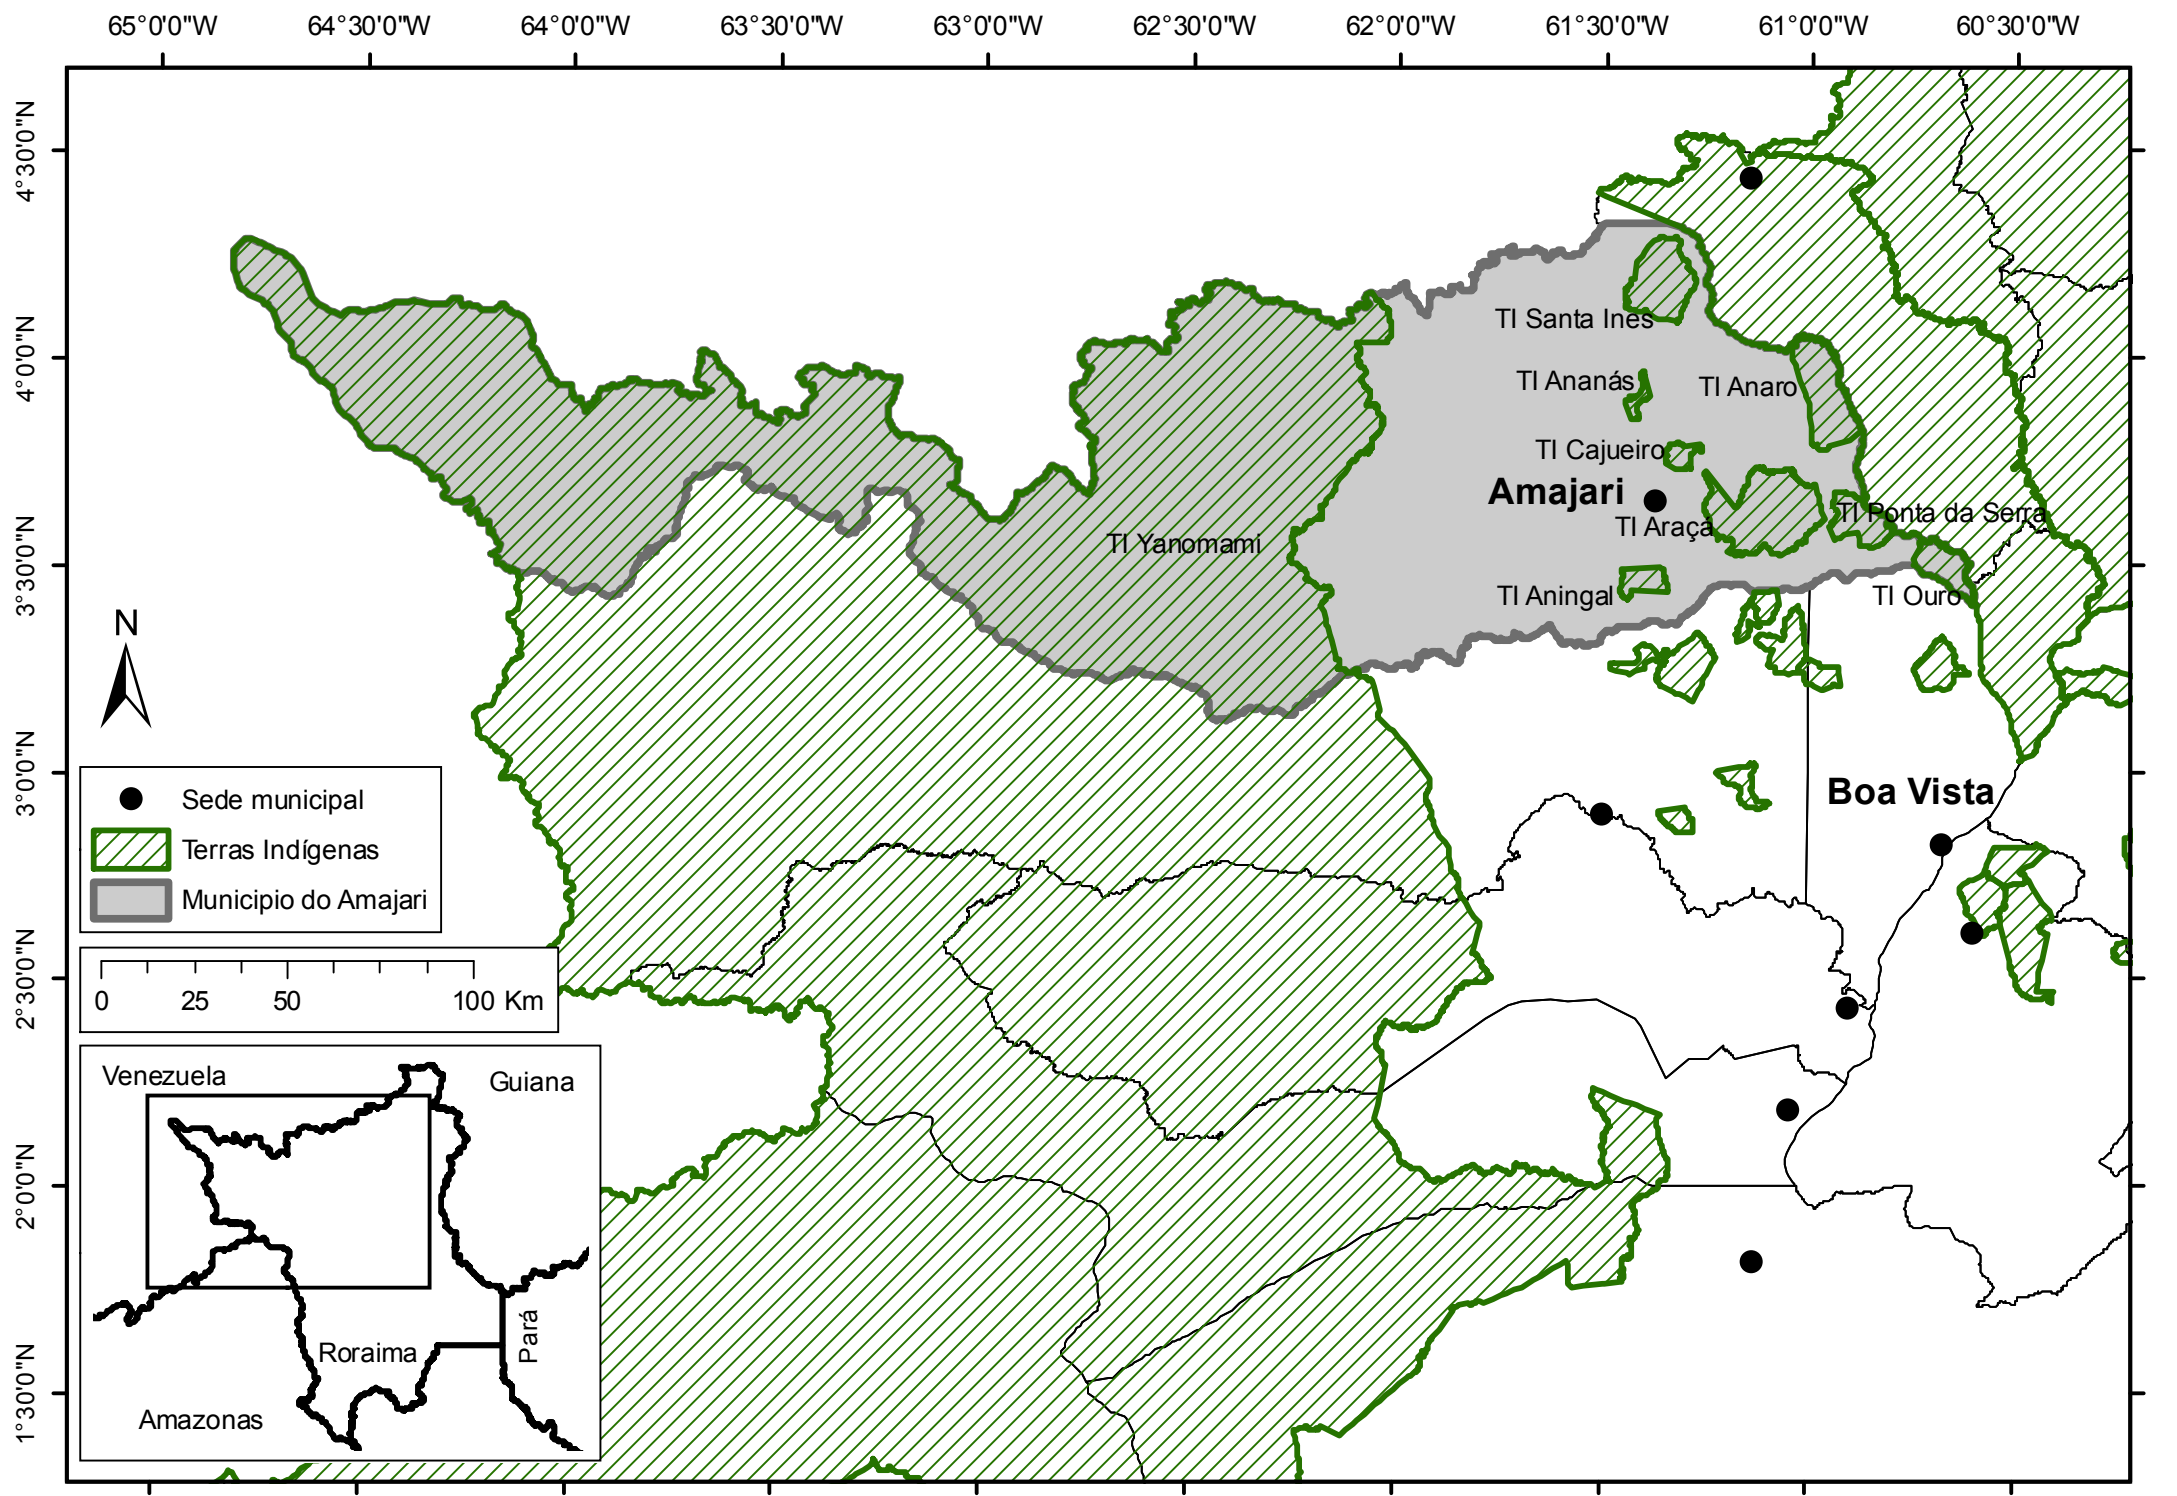 65°0'0"W 64°30'0"W 64°0'0"W 63°30'0"W 63°0'0"W 62°30'0"W 62°0'0"W 61°30'0"W 61°0'0"W 60°30'0"W
4°30'0"N
4°0'0"N
3°30'0"N
3°0'0"N
2°30'0"N
2°0'0"N
1°30'0"N
TI Santa Ines
TI Ananás
TI Anaro
TI Cajueiro
Amajari
TI Ponta da Serra
TI Araça
TI Yanomami
TI Aningal
TI Ouro
Boa Vista
N
Sede municipal
Terras Indígenas
Municipio do Amajari
0 25 50 100 Km
Venezuela
Guiana
Roraima
Pará
Amazonas